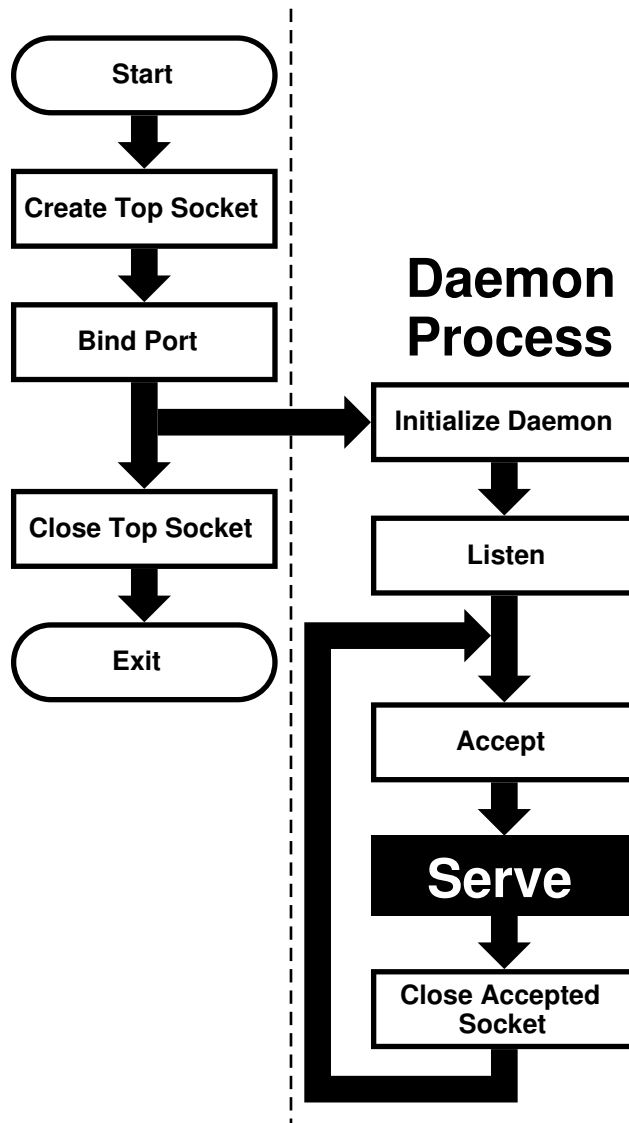 Start
Create Top Socket
Bind Port
Close Top Socket
Exit
Daemon
Process
Initialize Daemon
Listen
Accept
Serve
Close Accepted
Socket